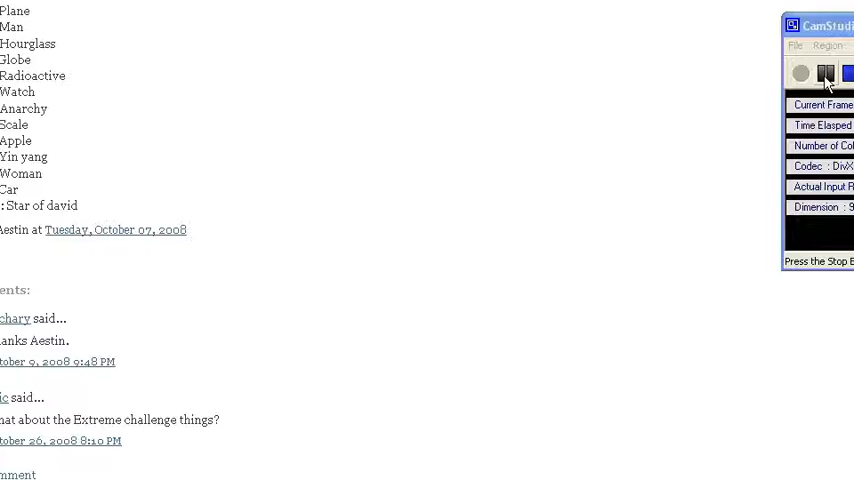 Plane
Man
Hourglass
Globe
Radioactive
Watch
Anarchy
Scale
Apple
Yin yang
Woman
Car
: Star of david
Aestin at Tuesday, October 07, 2008
ents:
chary said...
anks Aestin.
tober 9, 2008 9:48 PM
ic said...
hat about the Extreme challenge things?
tober 26, 2008 8:10 PM
mment
CamStudi
File Region
Current Frame
Time Elasped
Number of Col
Codec : DivX
Actual Input R
Dimension : 9
Press the Stop B